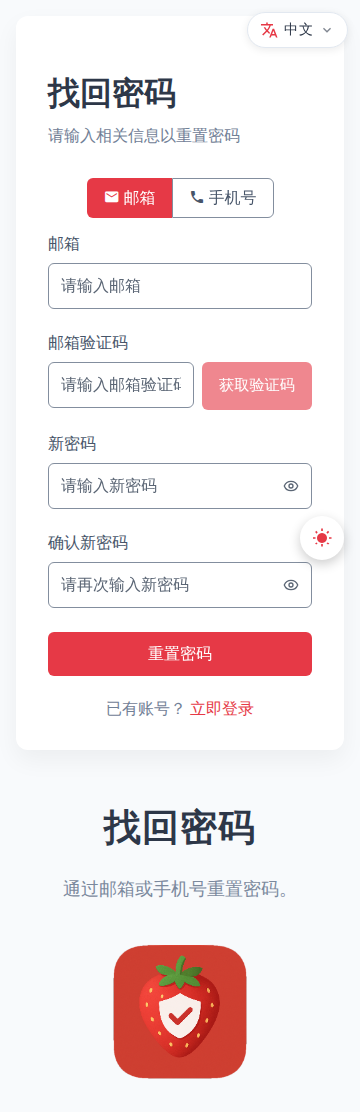 中文
找回密码
请输入相关信息以重置密码
邮箱 手机号
邮箱
请输入邮箱
邮箱验证码
请输入邮箱验证 获取验证码
新密码
请输入新密码
确认新密码
请再次输入新密码
重置密码
已有账号？ 立即登录
找回密码
通过邮箱或手机号重置密码。